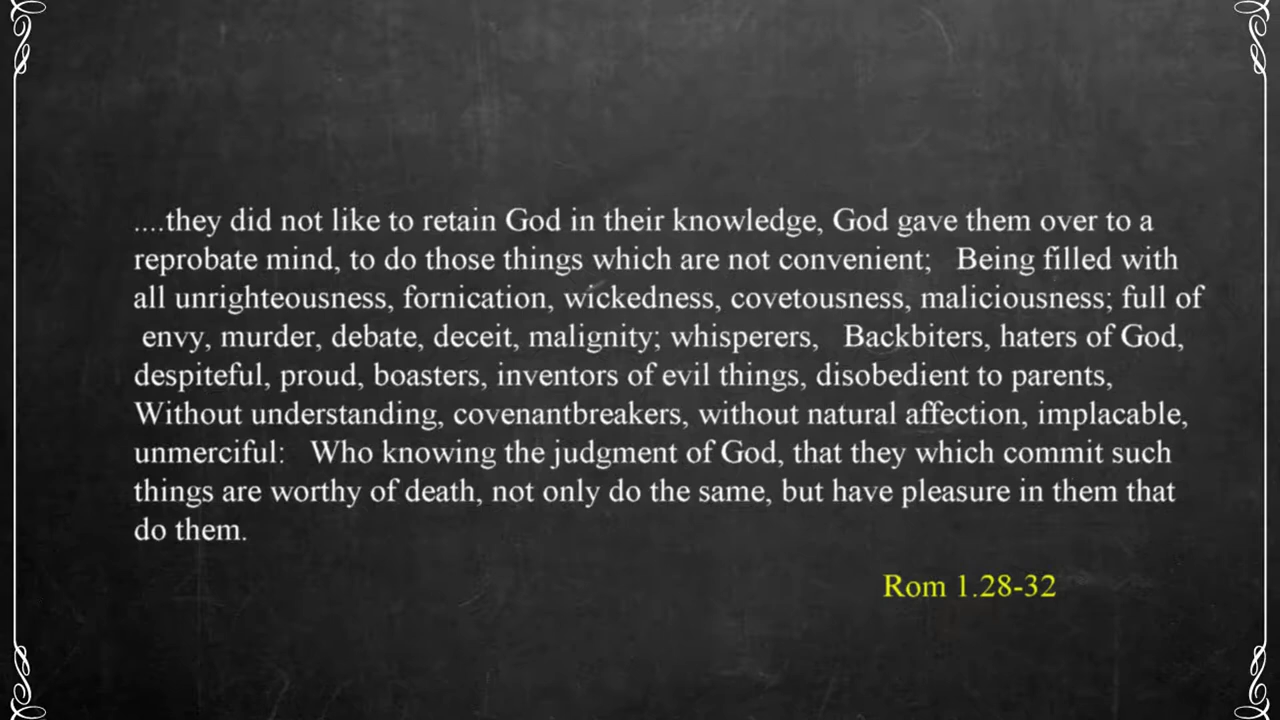 ....they did not like to retain God in their knowledge, God gave them over to a
reprobate mind, to do those things which are not convenient;   Being filled with
all unrighteousness, fornication, wickedness, covetousness, maliciousness; full of
envy, murder, debate, deceit, malignity; whisperers,   Backbiters, haters of God,
despiteful, proud, boasters, inventors of evil things, disobedient to parents,
Without understanding, covenantbreakers, without natural affection, implacable,
unmerciful:   Who knowing the judgment of God, that they which commit such
things are worthy of death, not only do the same, but have pleasure in them that
do them.
Rom 1.28-32